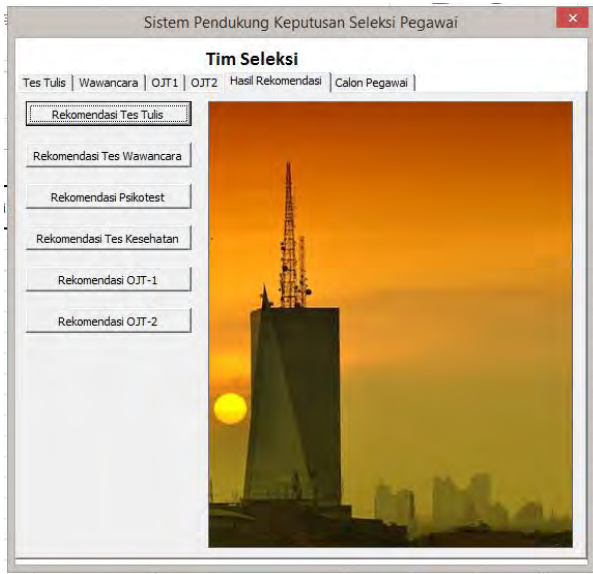 Sistem Pendukung Keputusan Seleksi Pegawai
Tim Seleksi
Tes Tulis Wawancara OJT1 OJT2 Hasil Rekomendasi Calon Pegawai
Rekomendasi Tes Tulis
Rekomendasi Tes Wawancara
Rekomendasi Psikotest
Rekomendasi Tes Kesehatan
Rekomendasi OJT-1
Rekomendasi OJT-2